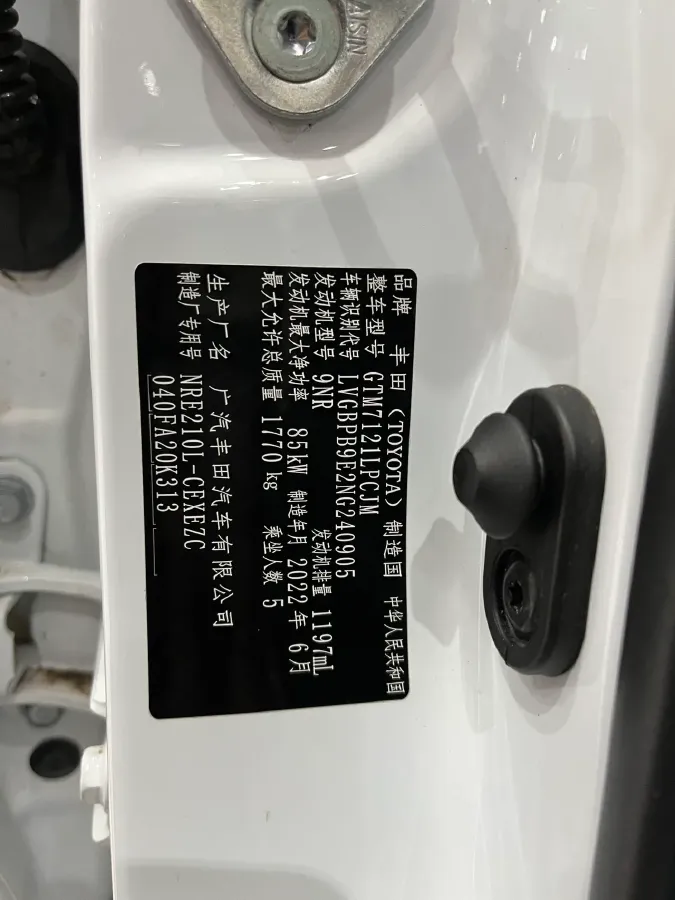 AISIN
品牌 丰田（TOYOTA） 制造国 中华人民共和国
整车型号 GTM7121LPCJM
车辆识别代号 LVGBPB9E2NG240905
发动机型号 9NR 发动机排量 1197mL
发动机最大净功率 85kW 制造年月 2022年6月
最大允许总质量 1770kg 乘坐人数 5
生产厂名 广汽丰田汽车有限公司
制造厂专用号 NRE210L-CEXEZC
040FA20K313